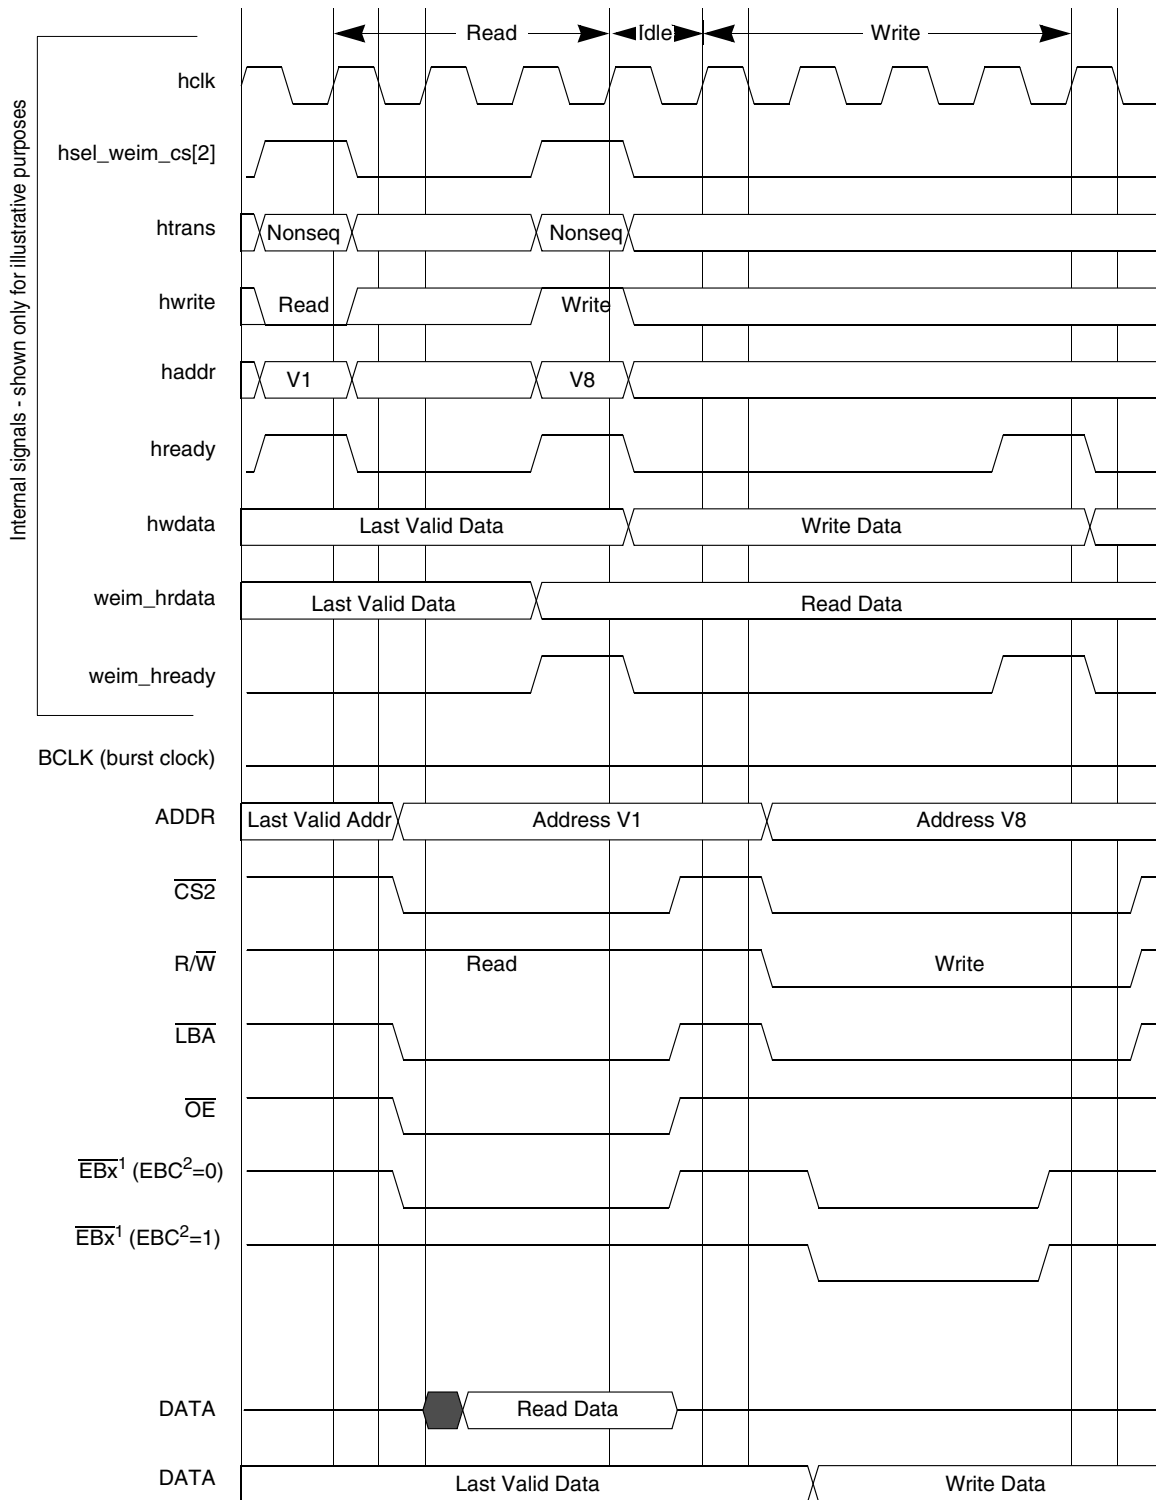 Read Idle Write
Internal signals - shown only for illustrative purposes
hclk
hsel_weim_cs[2]
htrans Nonseq Nonseq
hwrite Read Write
haddr V1 V8
hready
hwdata Last Valid Data Write Data
weim_hrdata Last Valid Data Read Data
weim_hready
BCLK (burst clock)
ADDR Last Valid Addr Address V1 Address V8
CS2
R/W Read Write
LBA
OE
EBx1 (EBC2=0)
EBx1 (EBC2=1)
DATA Read Data
DATA Last Valid Data Write Data